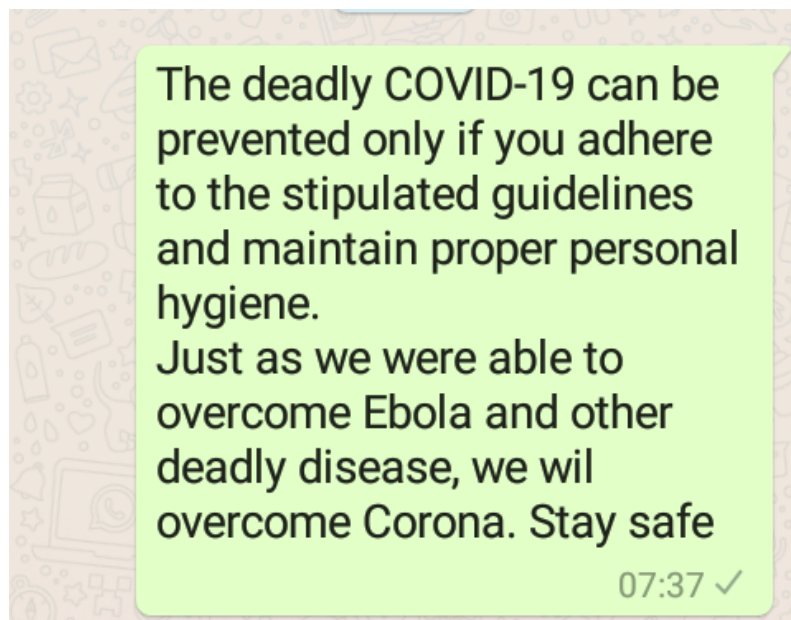 The deadly COVID-19 can be
prevented only if you adhere
to the stipulated guidelines
and maintain proper personal
hygiene.
Just as we were able to
overcome Ebola and other
deadly disease, we wil
overcome Corona. Stay safe
07:37